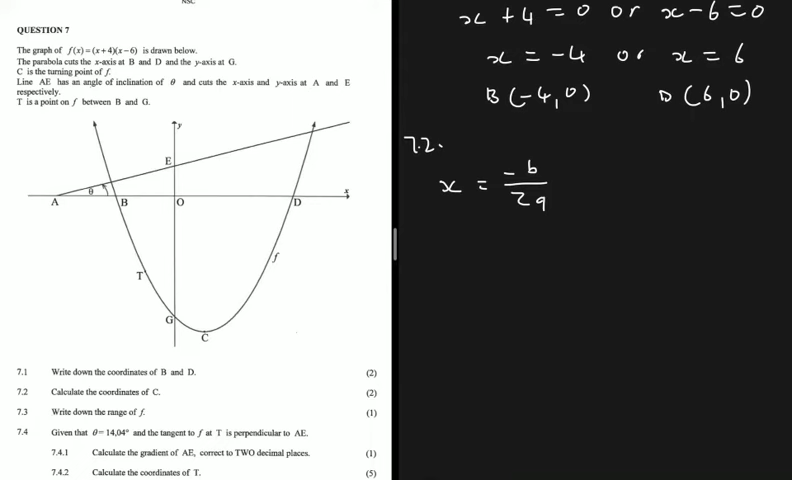 NSC
QUESTION 7
The graph of f(x)=(x+4)(x−6) is drawn below.
The parabola cuts the x-axis at B and D and the y-axis at G.
C is the turning point of f.
Line AE has an angle of inclination of θ and cuts the x-axis and y-axis at A and E
respectively.
T is a point on f between B and G.
y
E
x
θ
A
B
O
D
T
f
G
C
7.1 Write down the coordinates of B and D. (2)
7.2 Calculate the coordinates of C. (2)
7.3 Write down the range of f. (1)
7.4 Given that θ=14,04° and the tangent to f at T is perpendicular to AE.
7.4.1 Calculate the gradient of AE, correct to TWO decimal places. (1)
7.4.2 Calculate the coordinates of T. (5)
x + 4 = 0 or x − 6 = 0
x = −4 or x = 6
B (−4,0) D (6,0)
7.2.
x = −b/2a